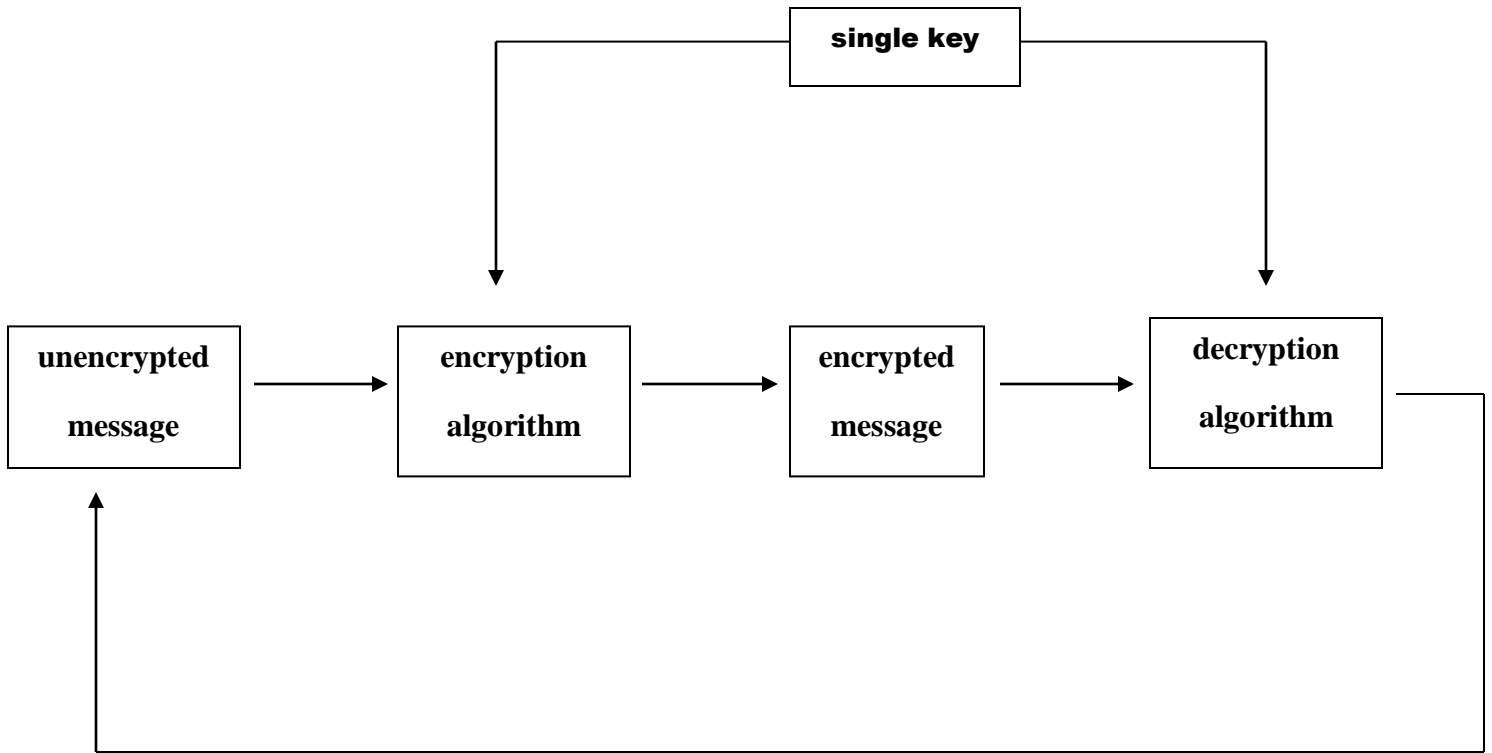 single key
unencrypted
message
encryption
algorithm
encrypted
message
decryption
algorithm